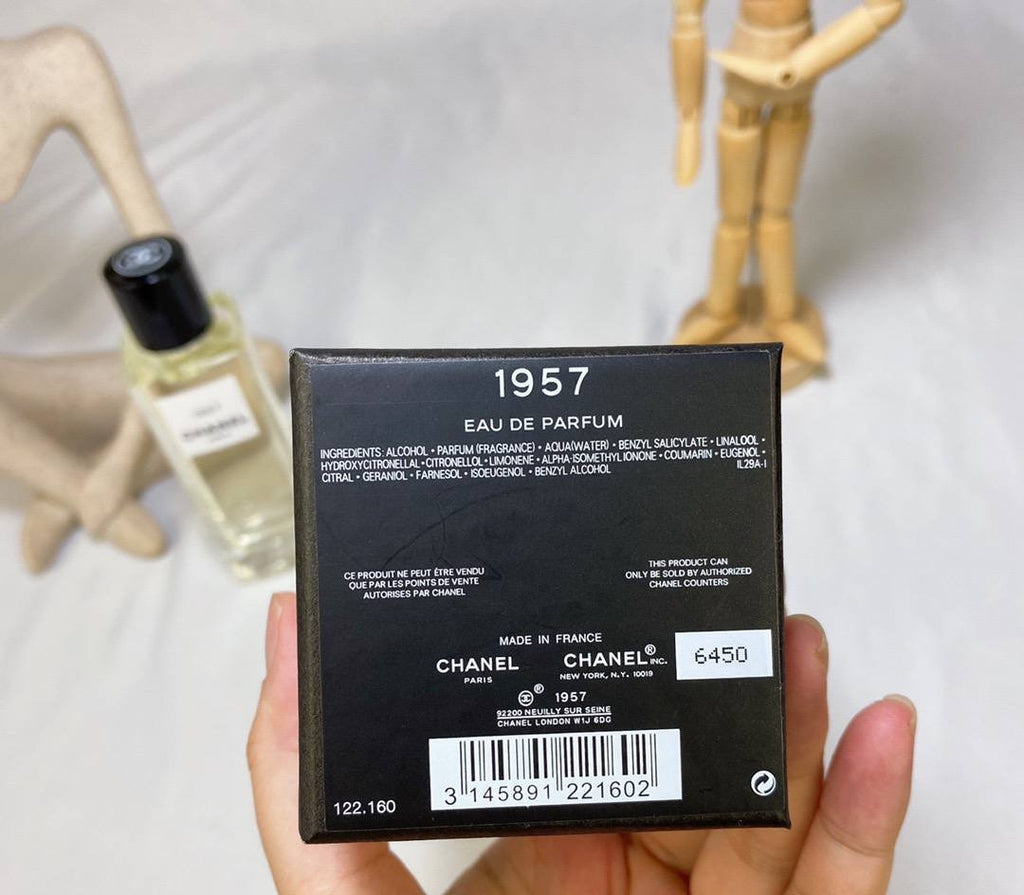 CHANEL
1957
EAU DE PARFUM
INGREDIENTS: ALCOHOL • PARFUM (FRAGRANCE) • AQUA(WATER) • BENZYL SALICYLATE • LINALOOL •
HYDROXYCITRONELLAL • CITRONELLOL • LIMONENE • ALPHA-ISOMETHYL IONONE • COUMARIN • EUGENOL •
CITRAL • GERANIOL • FARNESOL • ISOEUGENOL • BENZYL ALCOHOL
IL29A-I
CE PRODUIT NE PEUT ÊTRE VENDU
QUE PAR LES POINTS DE VENTE
AUTORISES PAR CHANEL
THIS PRODUCT CAN
ONLY BE SOLD BY AUTHORIZED
CHANEL COUNTERS
MADE IN FRANCE
CHANEL
PARIS
CHANEL® INC.
NEW YORK, N.Y. 10019
6450
® 1957
92200 NEUILLY SUR SEINE
CHANEL LONDON W1J 6DG
3 145891 221602
122.160